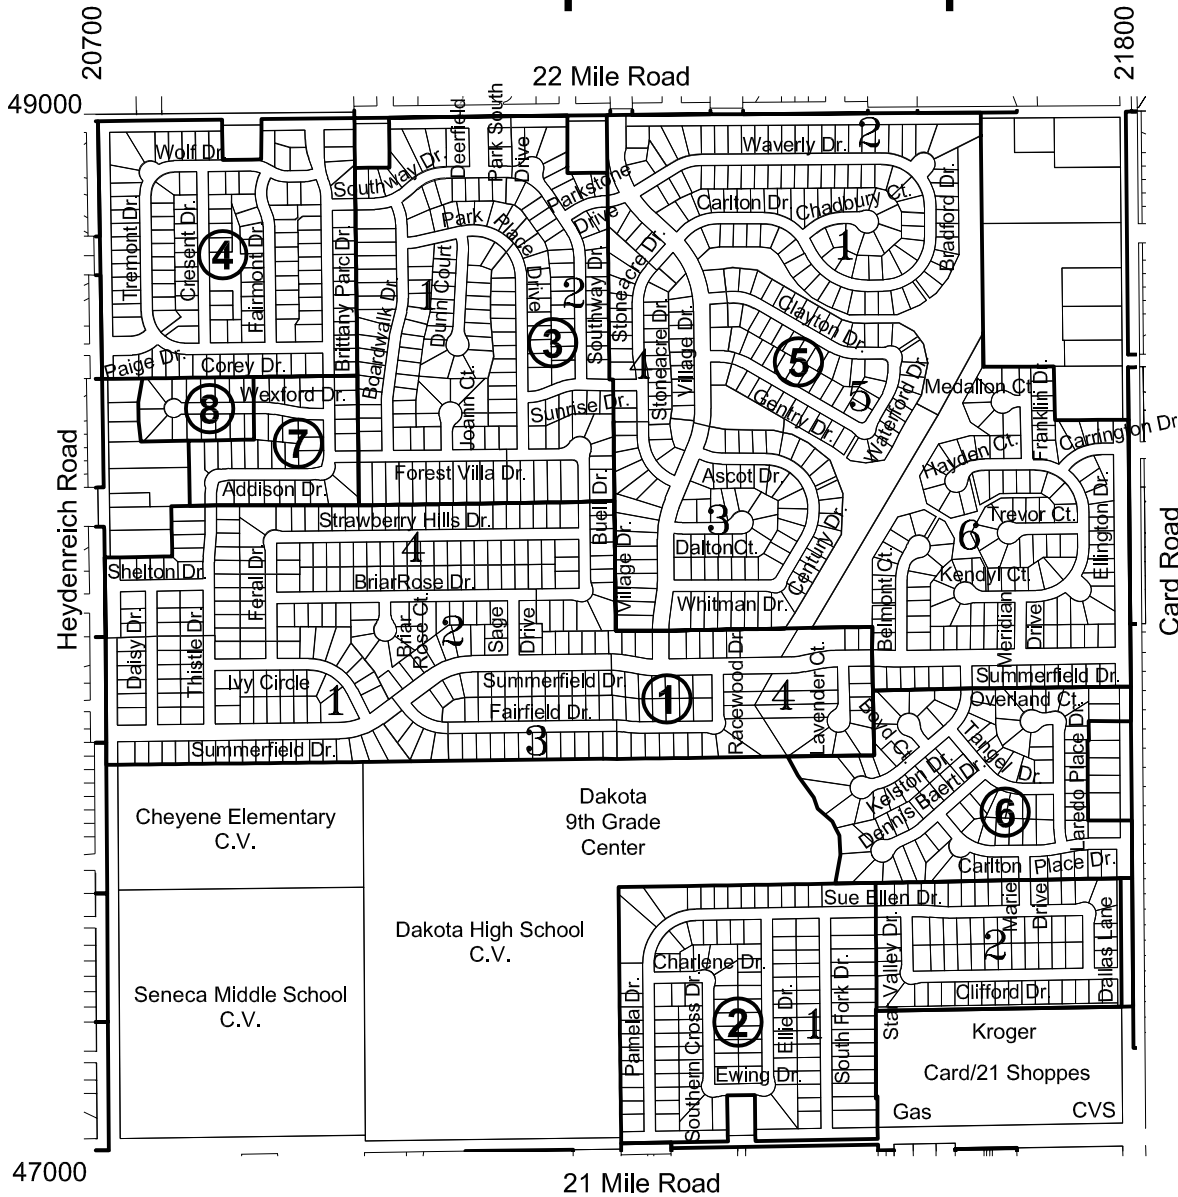 20700
21800
22 Mile Road
49000
Wolf Dr.
Southway Dr.
Deerfield
Park South
Drive
Parkstone
Drive
Waverly Dr.
2
Tremont Dr.
Cresent Dr.
4
Fairmont Dr.
Brittany Parc Dr.
Park Place Drive
Carlton Dr.
Chadbury Ct.
1
Bradford Dr.
Boardwalk Dr.
1
Dunn Court
2
3
Southway Dr.
Stoneacre Dr.
Stoneacre Dr.
4
Village Dr.
Clayton Dr.
5
5
Gentry Dr.
Waterford Dr.
Paige Dr.
Corey Dr.
8
Wexford Dr.
7
Joann Ct.
Sunrise Dr.
Medallon Ct.
Franklin Dr.
Carrington Dr.
Hayden Ct.
Addison Dr.
Forest Villa Dr.
Buell Dr.
Ascot Dr.
3
Dalton Ct.
Century Dr.
Whitman Dr.
Village Dr.
Trevor Ct.
6
Kendyl Ct.
Ellington Dr.
Belmont Ct.
Meridian
Drive
Heydenreich Road
Card Road
Strawberry Hills Dr.
4
BriarRose Dr.
Shelton Dr.
Feral Dr.
Daisy Dr.
Thistle Dr.
Briar
Rose Ct.
2
Sage
Drive
Ivy Circle
1
Summerfield Dr.
Fairfield Dr.
1
3
Racewood Dr.
4
Lavender Ct.
Summerfield Dr.
Summerfield Dr.
Overland Ct.
Boyd Ct.
Tangel Dr.
Kelston Dr.
Dennis Baert Dr.
6
Laredo Place Dr.
Carlton Place Dr.
Cheyene Elementary
C.V.
Dakota
9th Grade
Center
Dakota High School
C.V.
Seneca Middle School
C.V.
Sue Ellen Dr.
Star Valley Dr.
Marie
Drive
2
Dallas Lane
Clifford Dr.
Charlene Dr.
Pamela Dr.
Southern Cross Dr.
2
Ellie Dr.
1
South Fork Dr.
Ewing Dr.
Kroger
Card/21 Shoppes
Gas
CVS
47000
21 Mile Road